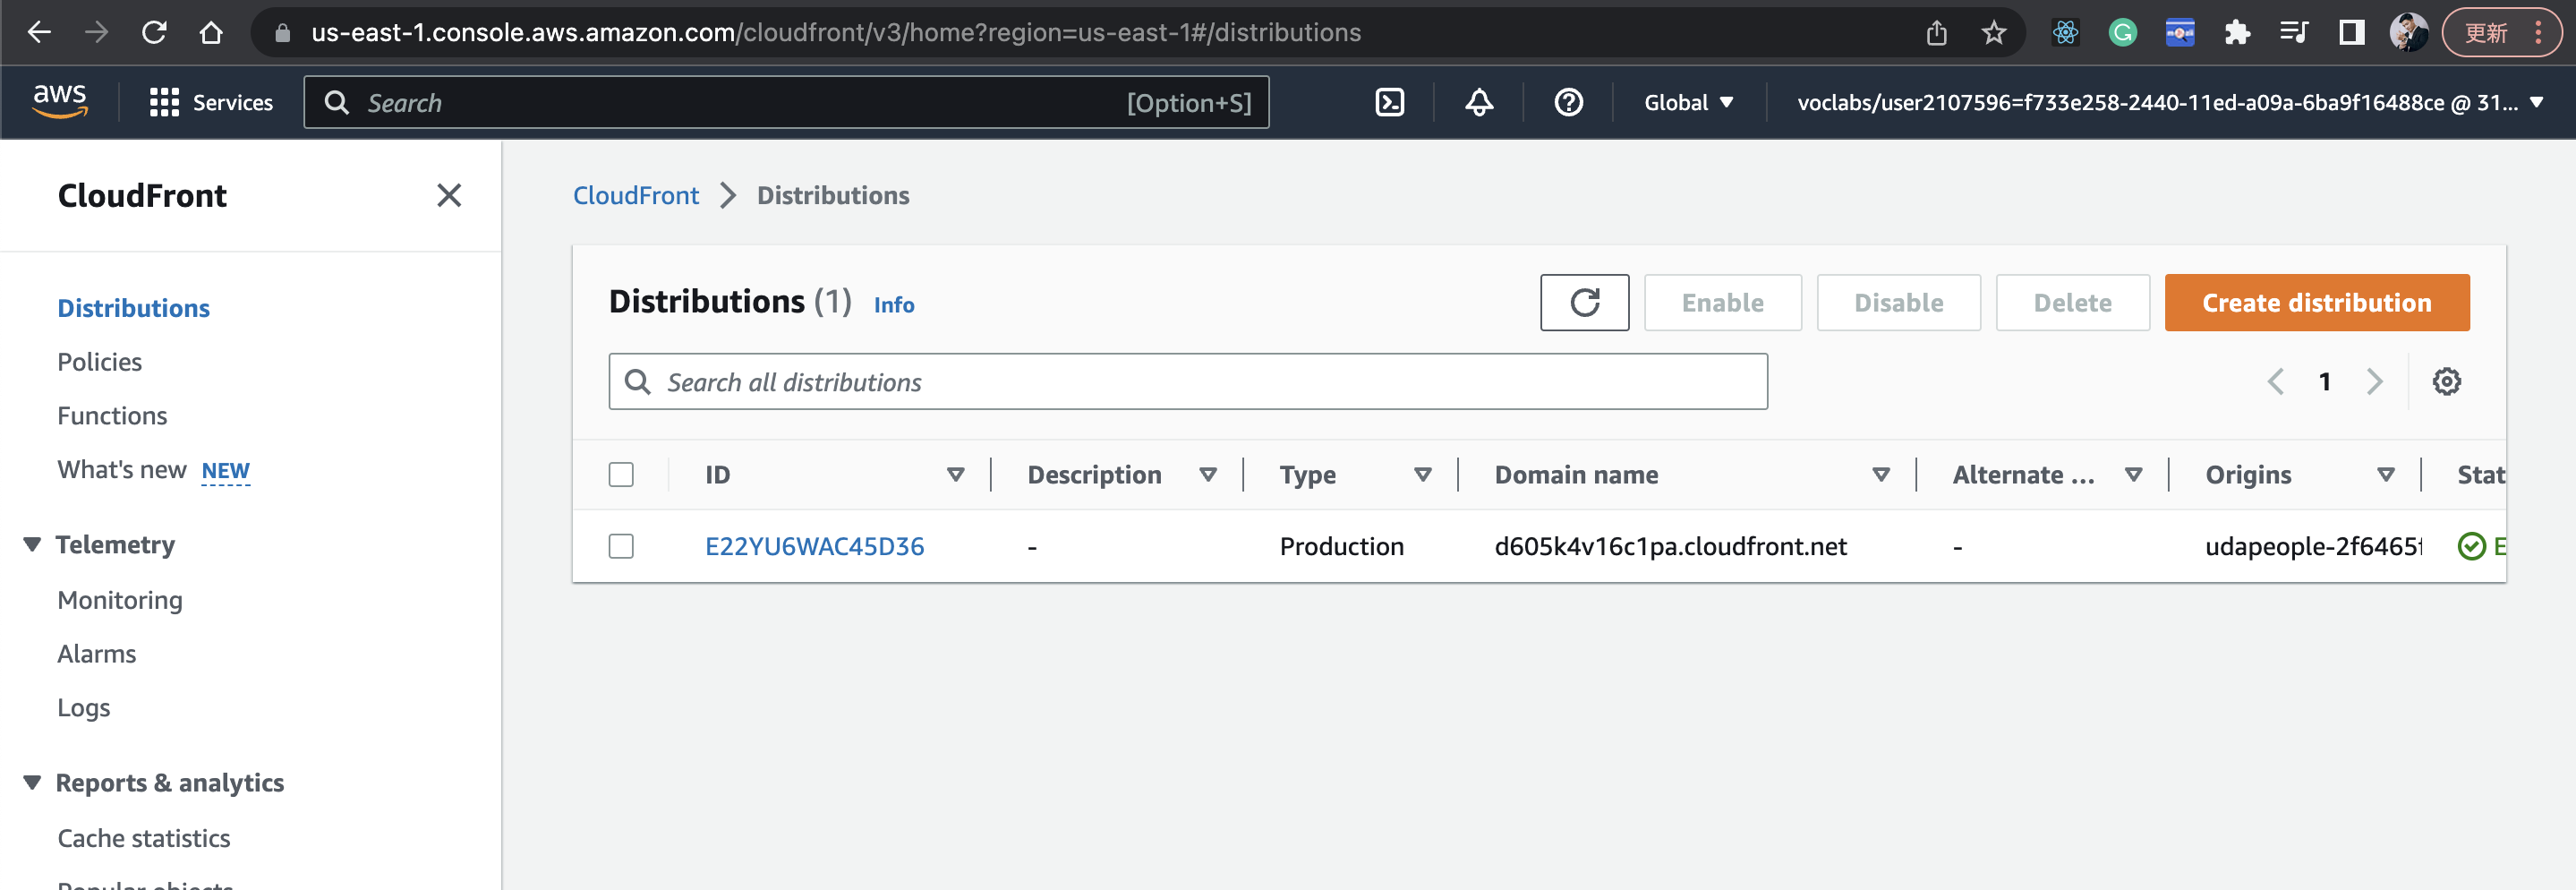 us-east-1.console.aws.amazon.com/cloudfront/v3/home?region=us-east-1#/distributions
更新
aws
Services
Search
[Option+S]
Global
voclabs/user2107596=f733e258-2440-11ed-a09a-6ba9f16488ce @ 31...
CloudFront
Distributions
Policies
Functions
What's new NEW
Telemetry
Monitoring
Alarms
Logs
Reports & analytics
Cache statistics
Popular objects
CloudFront
Distributions
Distributions (1) Info
Enable
Disable
Delete
Create distribution
Search all distributions
1
ID Description Type Domain name Alternate ... Origins Stat
E22YU6WAC45D36 - Production d605k4v16c1pa.cloudfront.net - udapeople-2f6465f E